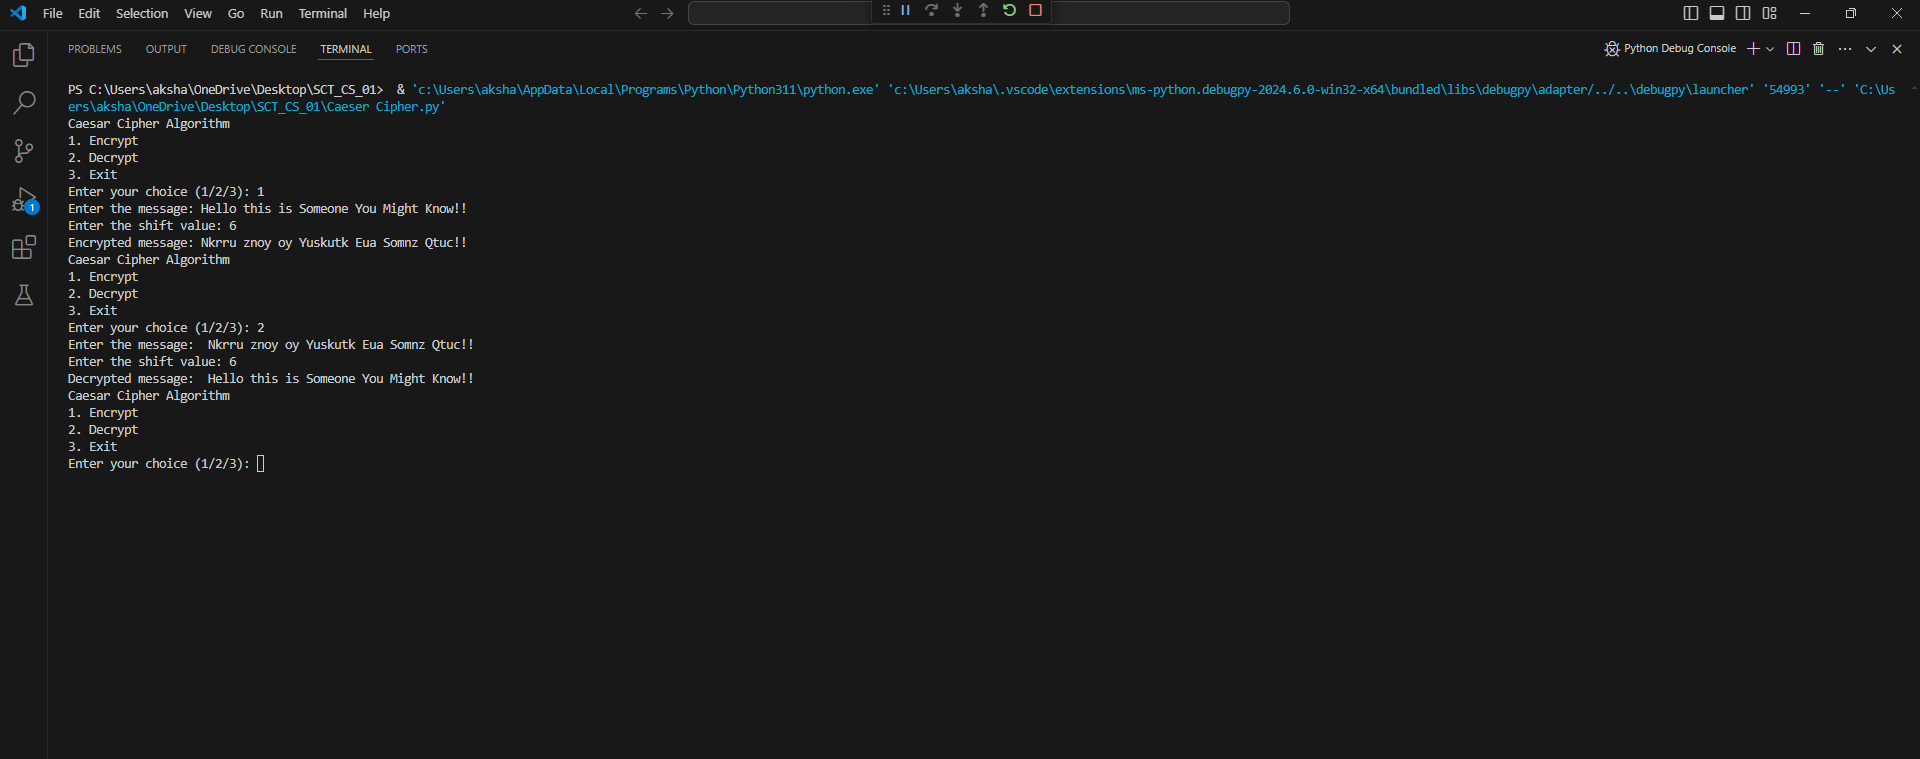 File Edit Selection View Go Run Terminal Help
PROBLEMS OUTPUT DEBUG CONSOLE TERMINAL PORTS Python Debug Console
PS C:\Users\aksha\OneDrive\Desktop\SCT_CS_01>  & 'c:\Users\aksha\AppData\Local\Programs\Python\Python311\python.exe' 'c:\Users\aksha\.vscode\extensions\ms-python.debugpy-2024.6.0-win32-x64\bundled\libs\debugpy\adapter/../..\debugpy\launcher' '54993' '--' 'C:\Us
ers\aksha\OneDrive\Desktop\SCT_CS_01\Caeser Cipher.py'
Caesar Cipher Algorithm
1. Encrypt
2. Decrypt
3. Exit
Enter your choice (1/2/3): 1
Enter the message: Hello this is Someone You Might Know!!
Enter the shift value: 6
Encrypted message: Nkrru znoy oy Yuskutk Eua Somnz Qtuc!!
Caesar Cipher Algorithm
1. Encrypt
2. Decrypt
3. Exit
Enter your choice (1/2/3): 2
Enter the message:  Nkrru znoy oy Yuskutk Eua Somnz Qtuc!!
Enter the shift value: 6
Decrypted message:  Hello this is Someone You Might Know!!
Caesar Cipher Algorithm
1. Encrypt
2. Decrypt
3. Exit
Enter your choice (1/2/3):
1